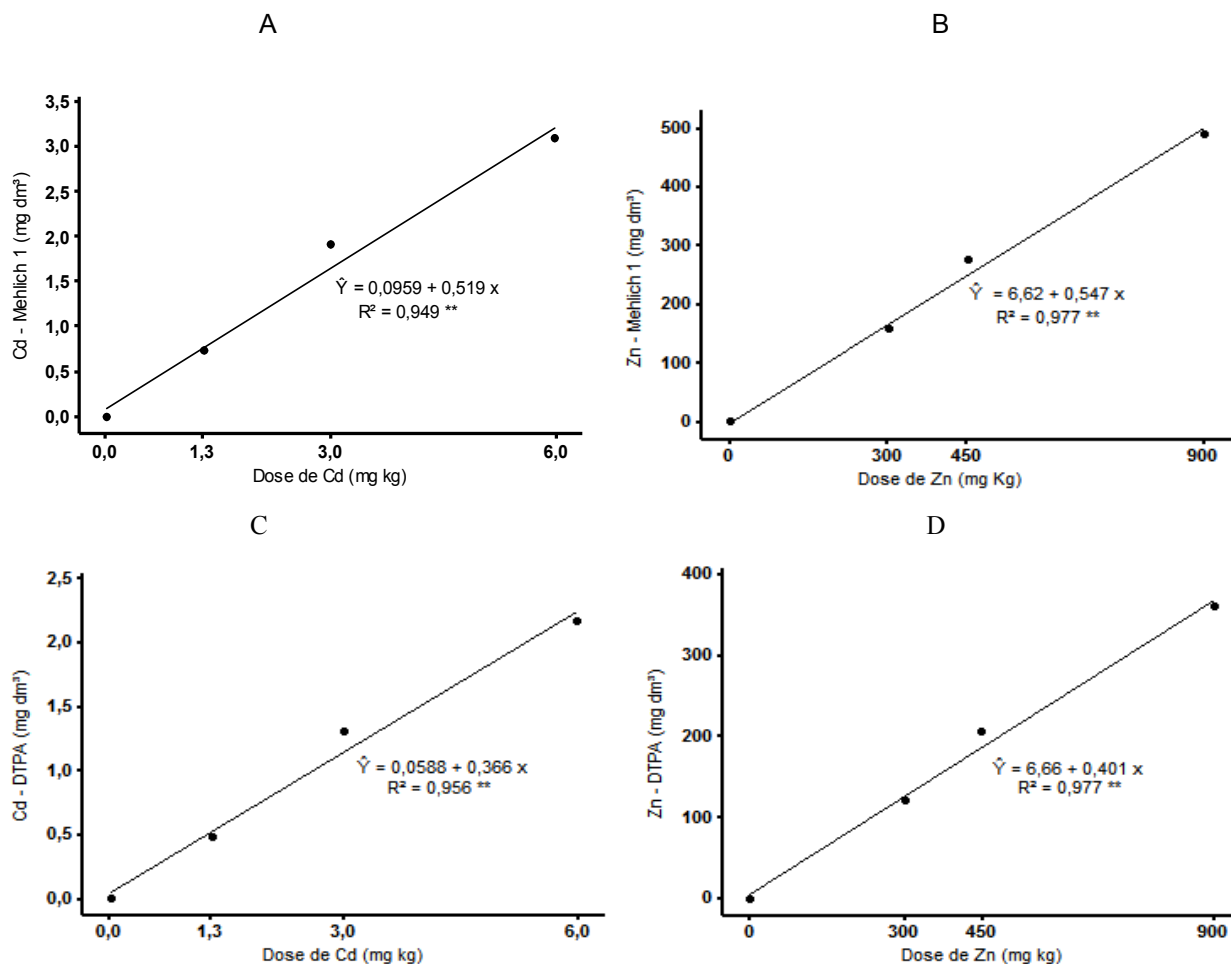 A
3,5
3,0
2,5
2,0
1,5
1,0
0,5
0,0
Cd - Mehlich 1 (mg dm³)
Ŷ = 0,0959 + 0,519 x
R² = 0,949 **
0,0 1,3 3,0 6,0
Dose de Cd (mg kg)
B
500
400
300
200
100
0
Zn - Mehlich 1 (mg dm³)
Ŷ = 6,62 + 0,547 x
R² = 0,977 **
0 300 450 900
Dose de Zn (mg Kg)
C
2,5
2,0
1,5
1,0
0,5
0,0
Cd - DTPA (mg dm³)
Ŷ = 0,0588 + 0,366 x
R² = 0,956 **
0,0 1,3 3,0 6,0
Dose de Cd (mg kg)
D
400
300
200
100
0
Zn - DTPA (mg dm³)
Ŷ = 6,66 + 0,401 x
R² = 0,977 **
0 300 450 900
Dose de Zn (mg kg)